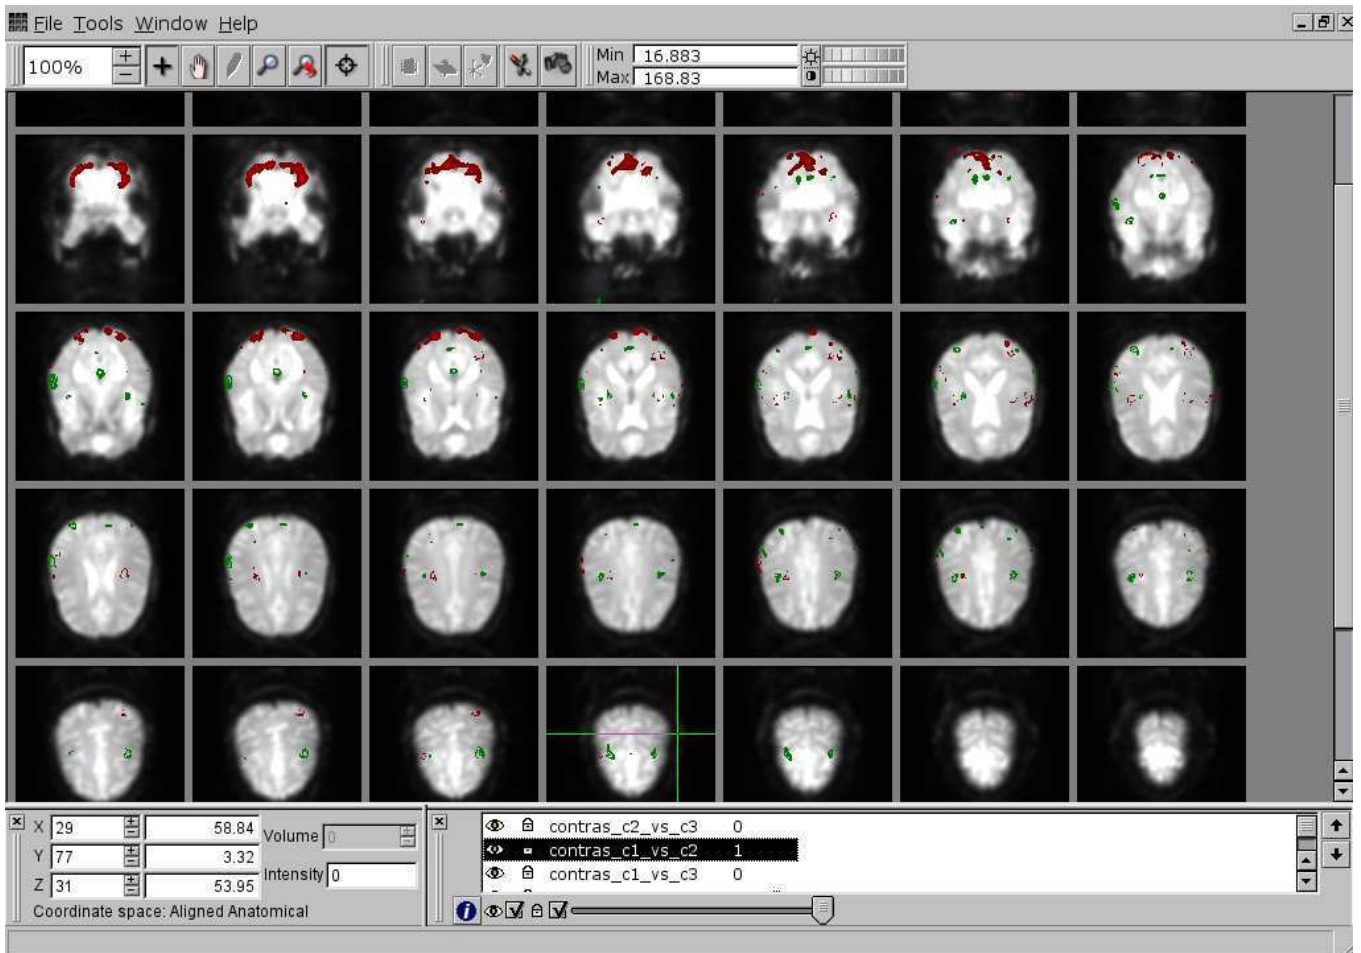 File Tools Window Help
100%
Min 16.883
Max 168.83
X 29 58.84
Volume 0
Y 77 3.32
Intensity 0
Z 31 53.95
Coordinate space: Aligned Anatomical
contras_c2_vs_c3 0
contras_c1_vs_c2 1
contras_c1_vs_c3 0